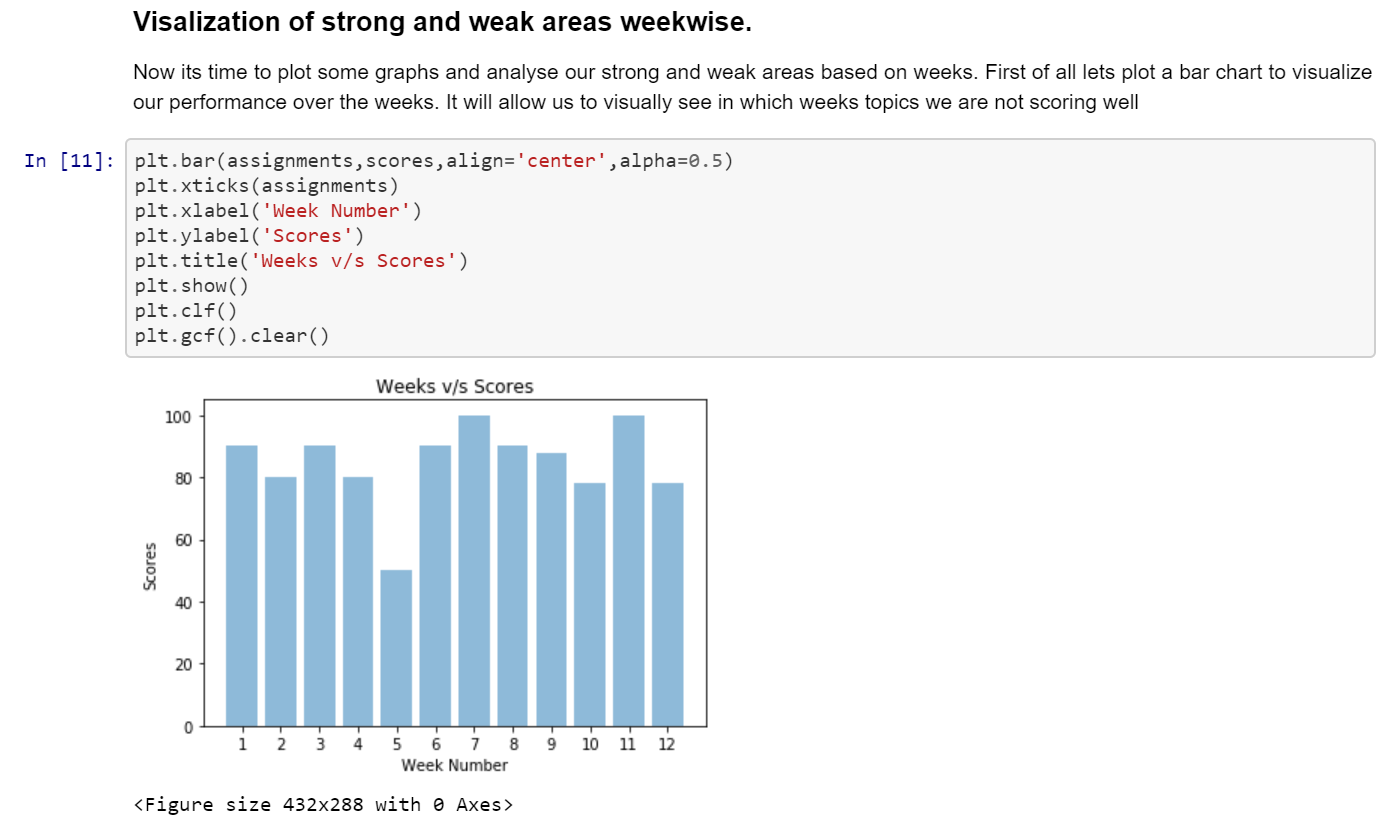 Visalization of strong and weak areas weekwise.
Now its time to plot some graphs and analyse our strong and weak areas based on weeks. First of all lets plot a bar chart to visualize
our performance over the weeks. It will allow us to visually see in which weeks topics we are not scoring well
In [11]: plt.bar(assignments,scores,align='center',alpha=0.5)
plt.xticks(assignments)
plt.xlabel('Week Number')
plt.ylabel('Scores')
plt.title('Weeks v/s Scores')
plt.show()
plt.clf()
plt.gcf().clear()
Weeks v/s Scores
100
80
60
40
20
0
Scores
1 2 3 4 5 6 7 8 9 10 11 12
Week Number
<Figure size 432x288 with 0 Axes>